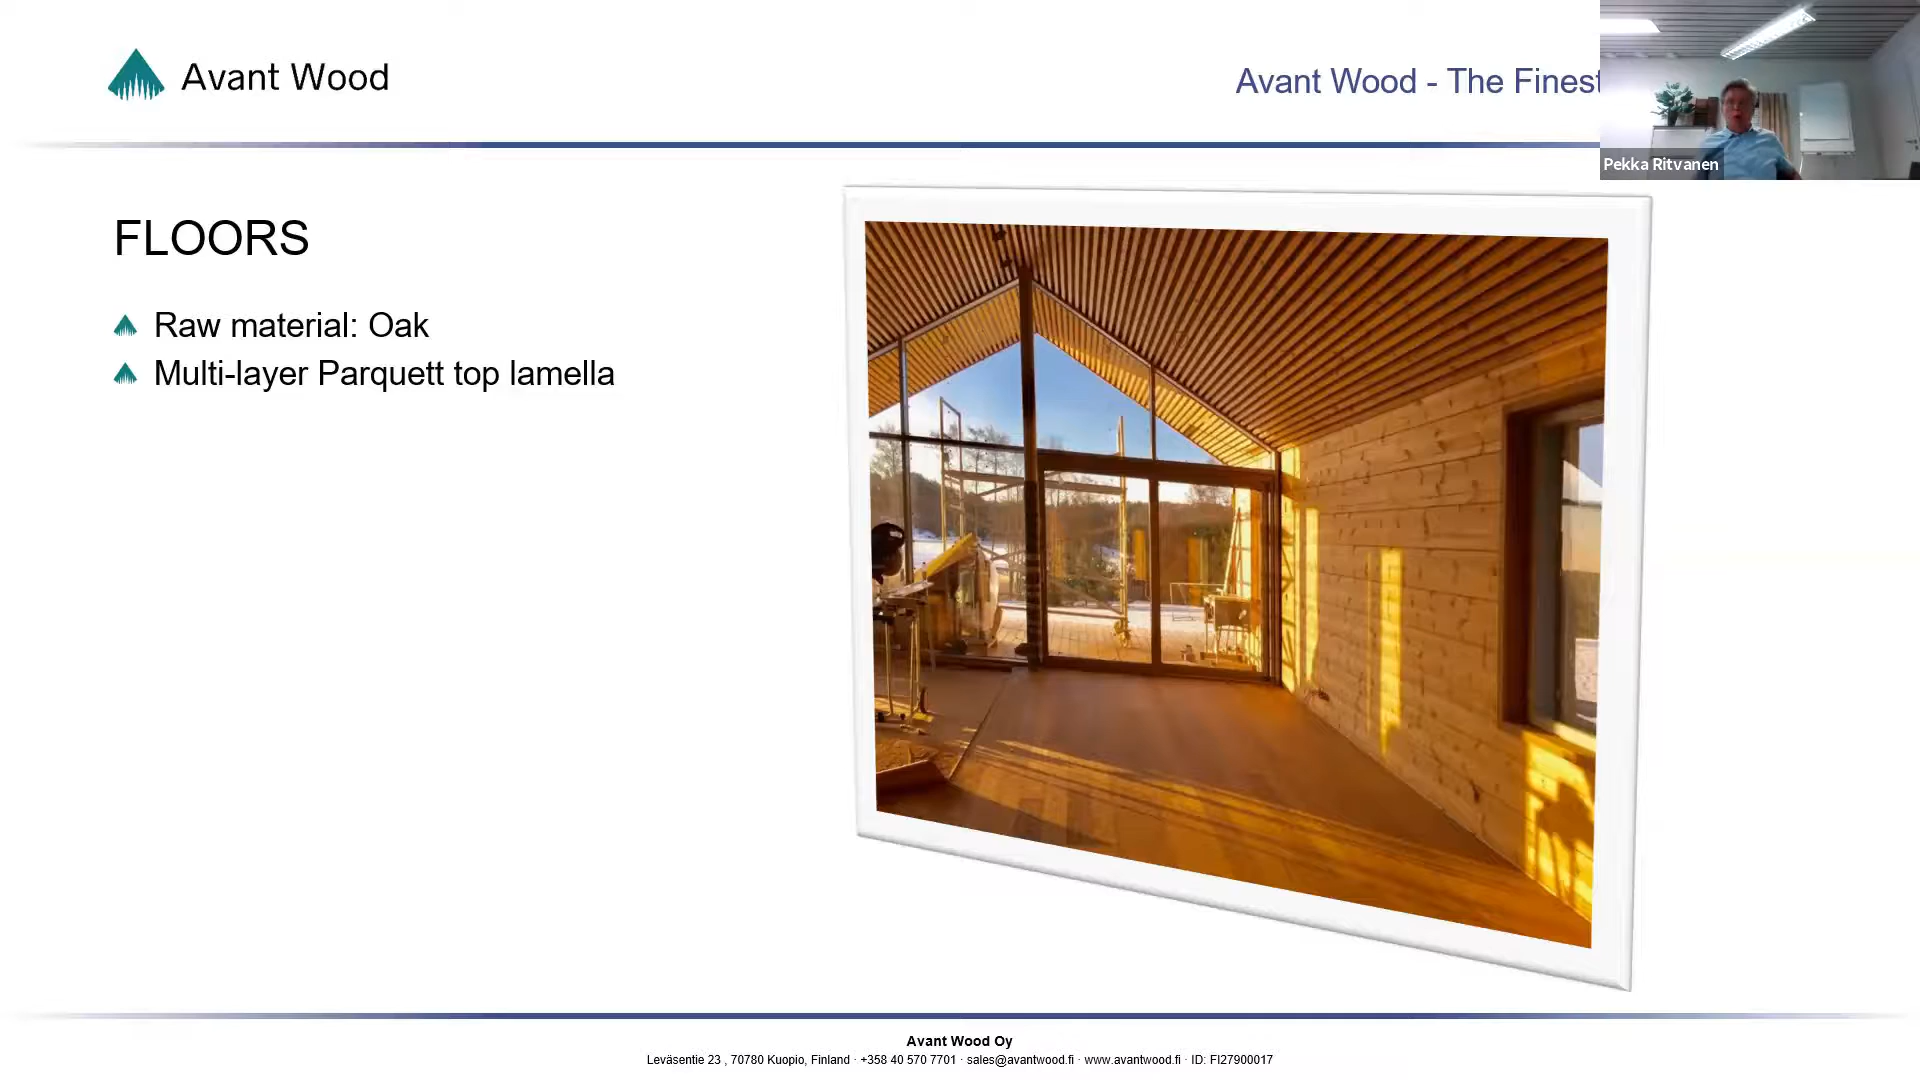 Avant Wood
Avant Wood - The Finest
Pekka Ritvanen
FLOORS
Raw material: Oak
Multi-layer Parquett top lamella
Avant Wood Oy
Leväsentie 23 , 70780 Kuopio, Finland · +358 40 570 7701 · sales@avantwood.fi · www.avantwood.fi · ID: FI27900017